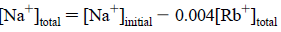 [Na⁺]total = [Na⁺]initial − 0.004[Rb⁺]total